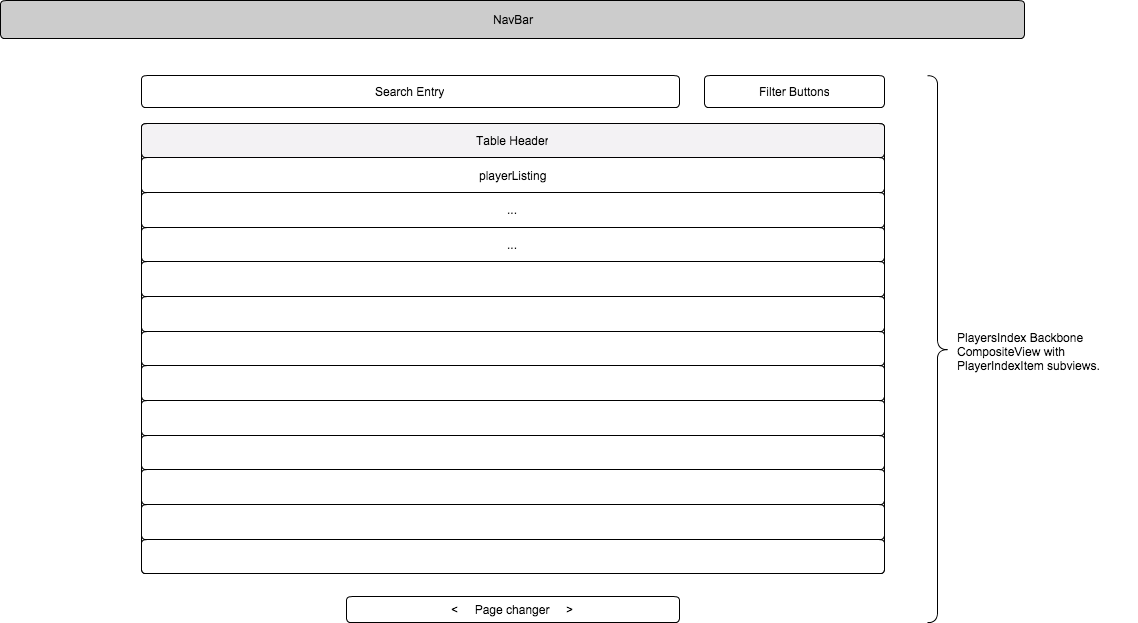 NavBar
Search Entry
Filter Buttons
Table Header
playerListing
...
...
PlayersIndex Backbone
CompositeView with
PlayerIndexItem subviews.
< Page changer >